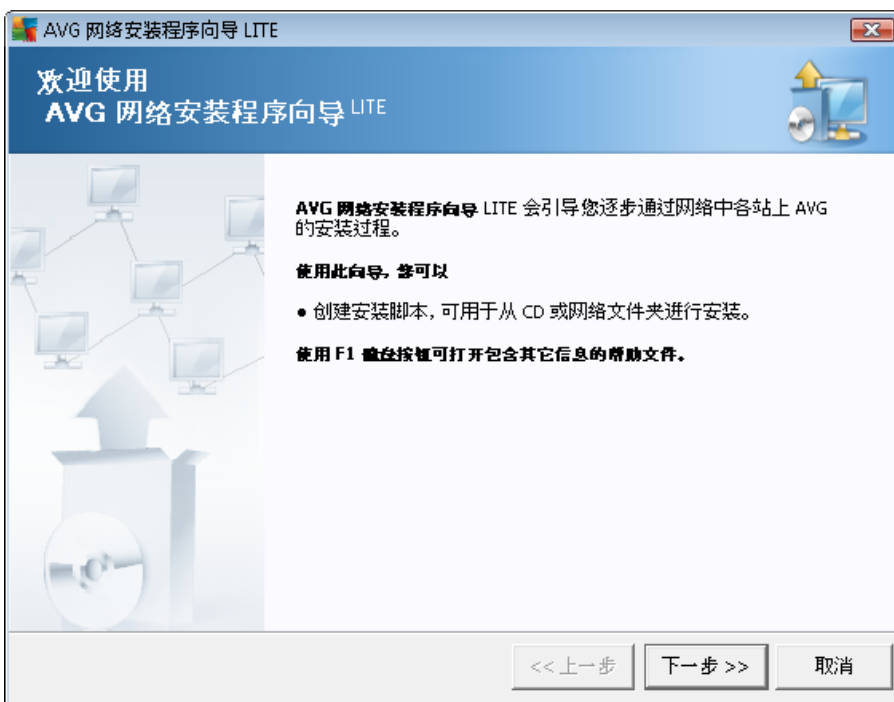 AVG 网络安装程序向导 LITE
欢迎使用
AVG 网络安装程序向导 LITE
AVG 网络安装程序向导 LITE 会引导您逐步通过网络中各站上 AVG
的安装过程。
使用此向导, 您可以
● 创建安装脚本, 可用于从 CD 或网络文件夹进行安装。
使用 F1 键盘按钮可打开包含其它信息的帮助文件。
<< 上一步
下一步 >>
取消